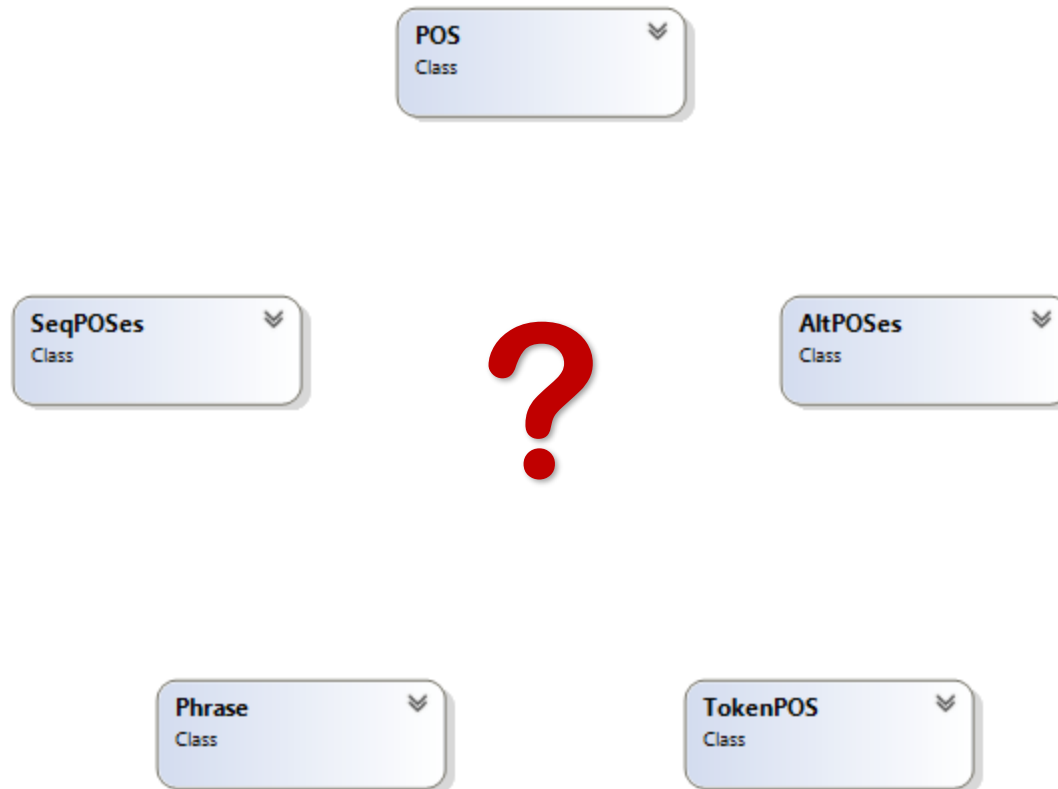 POS
Class
SeqPOSes
Class
AltPOSes
Class
?
Phrase
Class
TokenPOS
Class